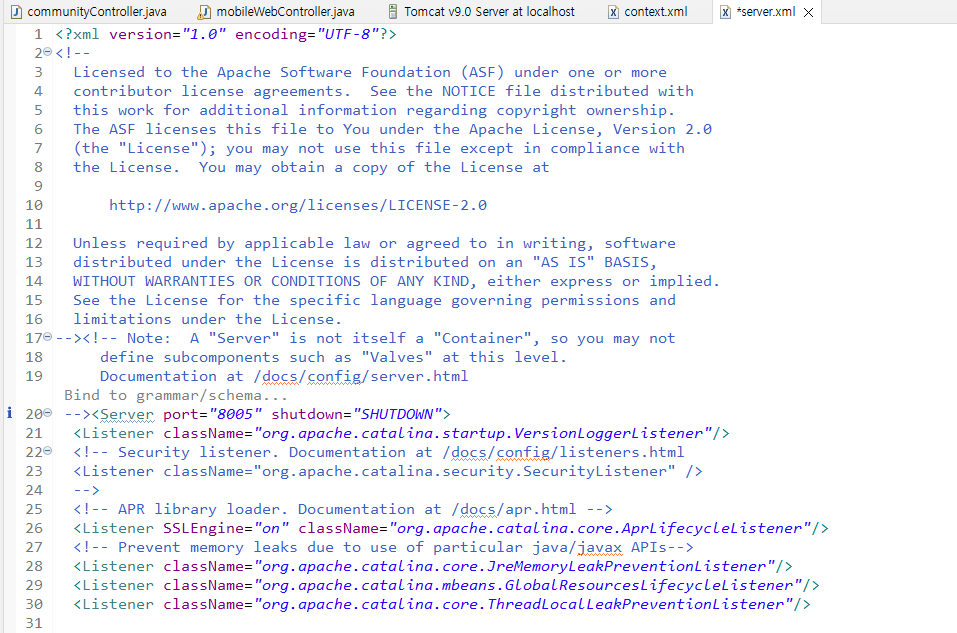 communityController.java mobileWebController.java Tomcat v9.0 Server at localhost context.xml *server.xml
1 <?xml version="1.0" encoding="UTF-8"?>
2 <!--
3 Licensed to the Apache Software Foundation (ASF) under one or more
4 contributor license agreements.  See the NOTICE file distributed with
5 this work for additional information regarding copyright ownership.
6 The ASF licenses this file to You under the Apache License, Version 2.0
7 (the "License"); you may not use this file except in compliance with
8 the License.  You may obtain a copy of the License at
9
10 http://www.apache.org/licenses/LICENSE-2.0
11
12 Unless required by applicable law or agreed to in writing, software
13 distributed under the License is distributed on an "AS IS" BASIS,
14 WITHOUT WARRANTIES OR CONDITIONS OF ANY KIND, either express or implied.
15 See the License for the specific language governing permissions and
16 limitations under the License.
17 --><!-- Note:  A "Server" is not itself a "Container", so you may not
18 define subcomponents such as "Valves" at this level.
19 Documentation at /docs/config/server.html
Bind to grammar/schema...
20 --><Server port="8005" shutdown="SHUTDOWN">
21 <Listener className="org.apache.catalina.startup.VersionLoggerListener"/>
22 <!-- Security listener. Documentation at /docs/config/listeners.html
23 <Listener className="org.apache.catalina.security.SecurityListener" />
24 -->
25 <!-- APR library loader. Documentation at /docs/apr.html -->
26 <Listener SSLEngine="on" className="org.apache.catalina.core.AprLifecycleListener"/>
27 <!-- Prevent memory leaks due to use of particular java/javax APIs-->
28 <Listener className="org.apache.catalina.core.JreMemoryLeakPreventionListener"/>
29 <Listener className="org.apache.catalina.mbeans.GlobalResourcesLifecycleListener"/>
30 <Listener className="org.apache.catalina.core.ThreadLocalLeakPreventionListener"/>
31